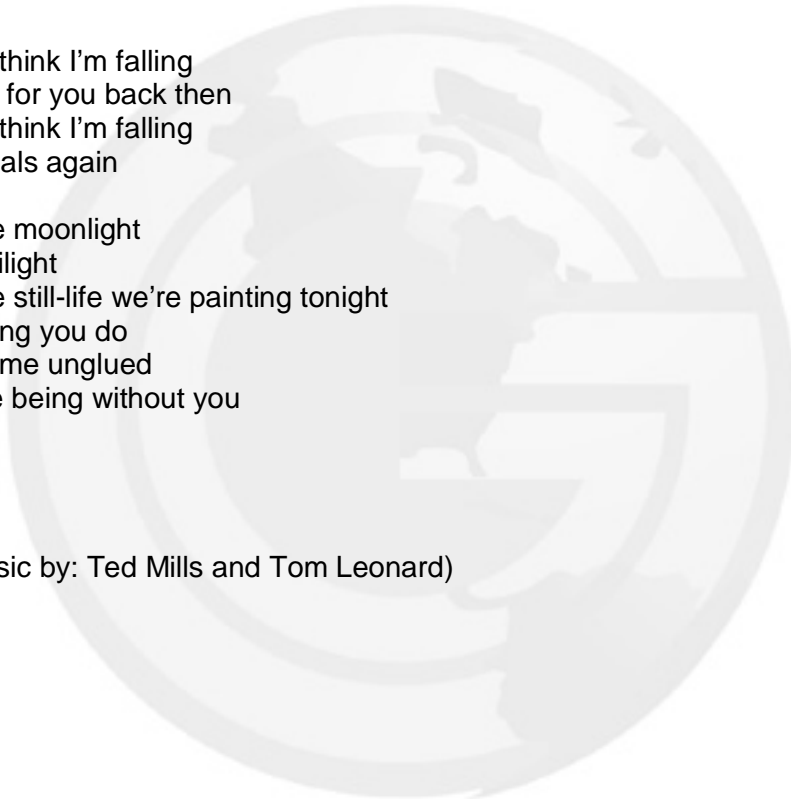 think I’m falling
for you back then
think I’m falling
als again
e moonlight
ilight
e still-life we’re painting tonight
ng you do
me unglued
e being without you
sic by: Ted Mills and Tom Leonard)